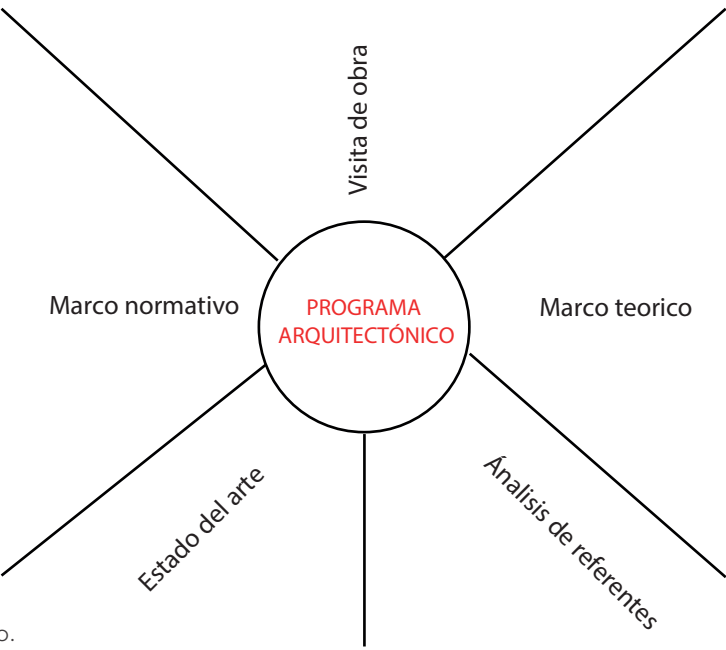 Visita de obra
Marco normativo
PROGRAMA
ARQUITECTÓNICO
Marco teorico
Estado del arte
Ánalisis de referentes
o.